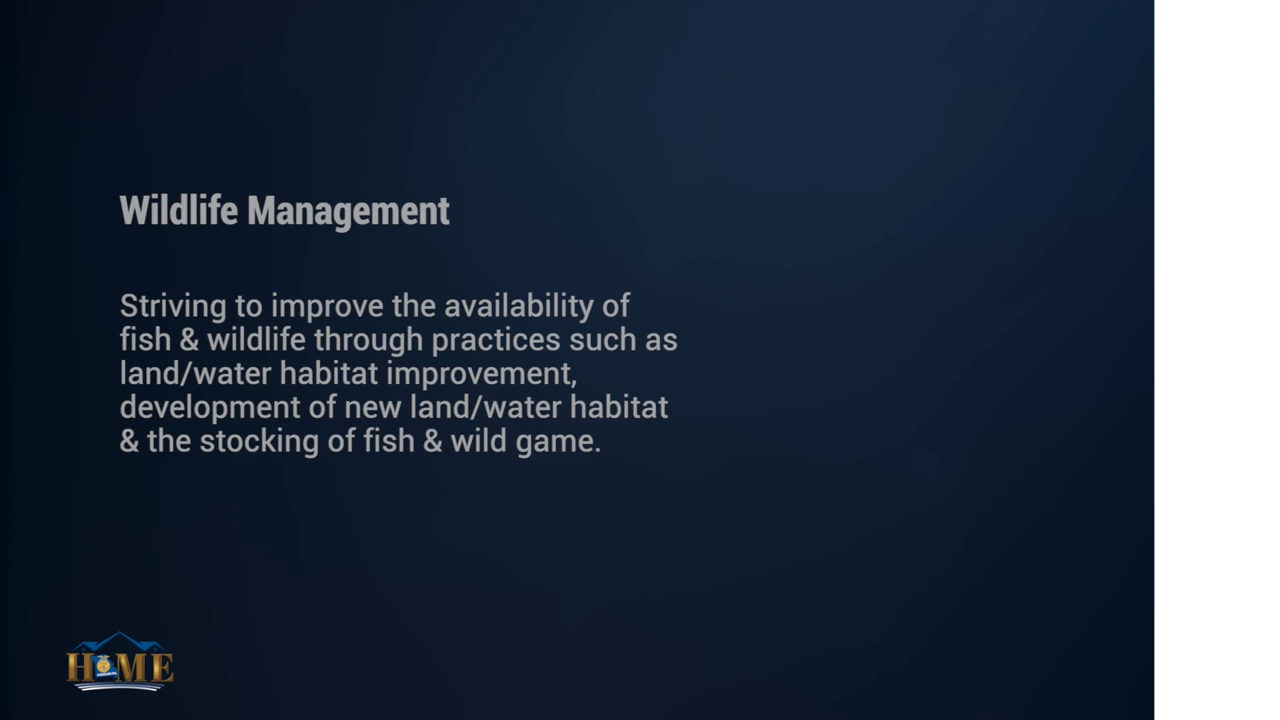 Wildlife Management
Striving to improve the availability of
fish & wildlife through practices such as
land/water habitat improvement,
development of new land/water habitat
& the stocking of fish & wild game.
HOME